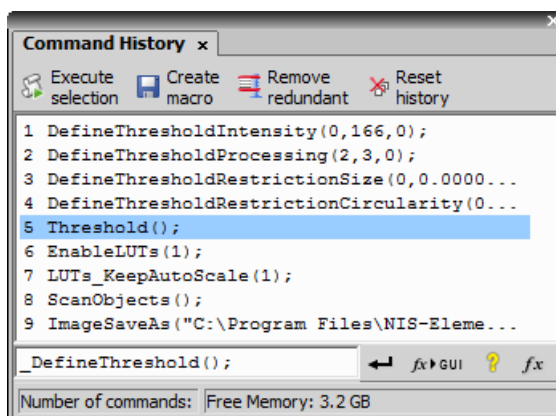 Command History x
Execute selection Create macro Remove redundant Reset history
1 DefineThresholdIntensity(0,166,0);
2 DefineThresholdProcessing(2,3,0);
3 DefineThresholdRestrictionSize(0,0.0000...
4 DefineThresholdRestrictionCircularity(0...
5 Threshold();
6 EnableLUTs(1);
7 LUTs_KeepAutoScale(1);
8 ScanObjects();
9 ImageSaveAs("C:\Program Files\NIS-Eleme...
_DefineThreshold(); fx GUI ? fx
Number of commands: Free Memory: 3.2 GB